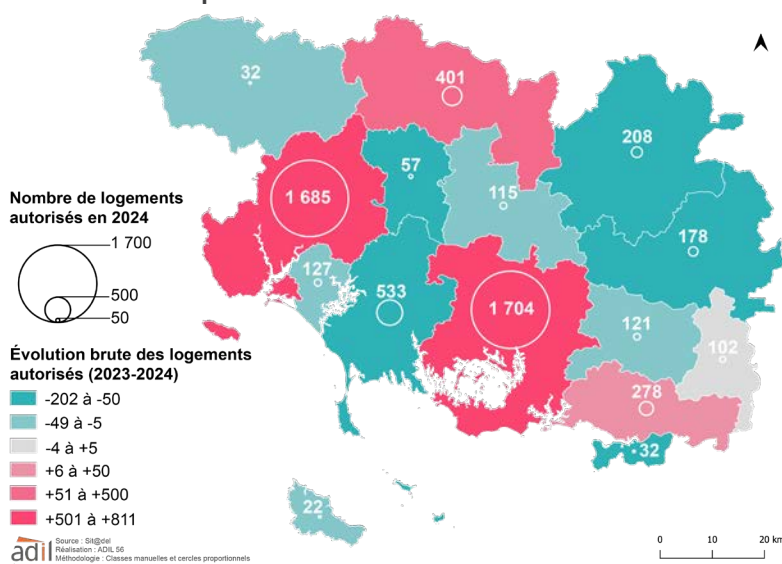 32
401
208
57
1 685
115
Nombre de logements
autorisés en 2024
1 700
178
127
533
1 704
500
50
121
102
Évolution brute des logements
autorisés (2023-2024)
-202 à -50
-49 à -5
278
-4 à +5
+6 à +50
32
+51 à +500
+501 à +811
22
adil
Source : Sit@del
Réalisation : ADIL 56
Méthodologie : Classes manuelles et cercles proportionnels
0 10 20 km